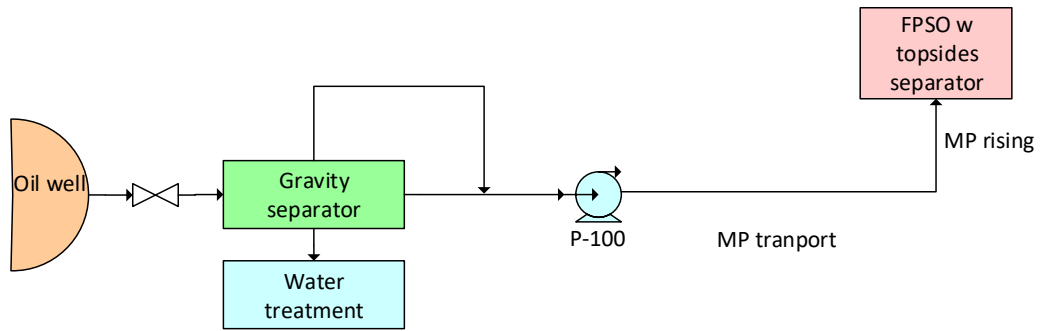 FPSO w
topsides
separator
MP rising
Oil well
Gravity
separator
P-100
MP tranport
Water
treatment